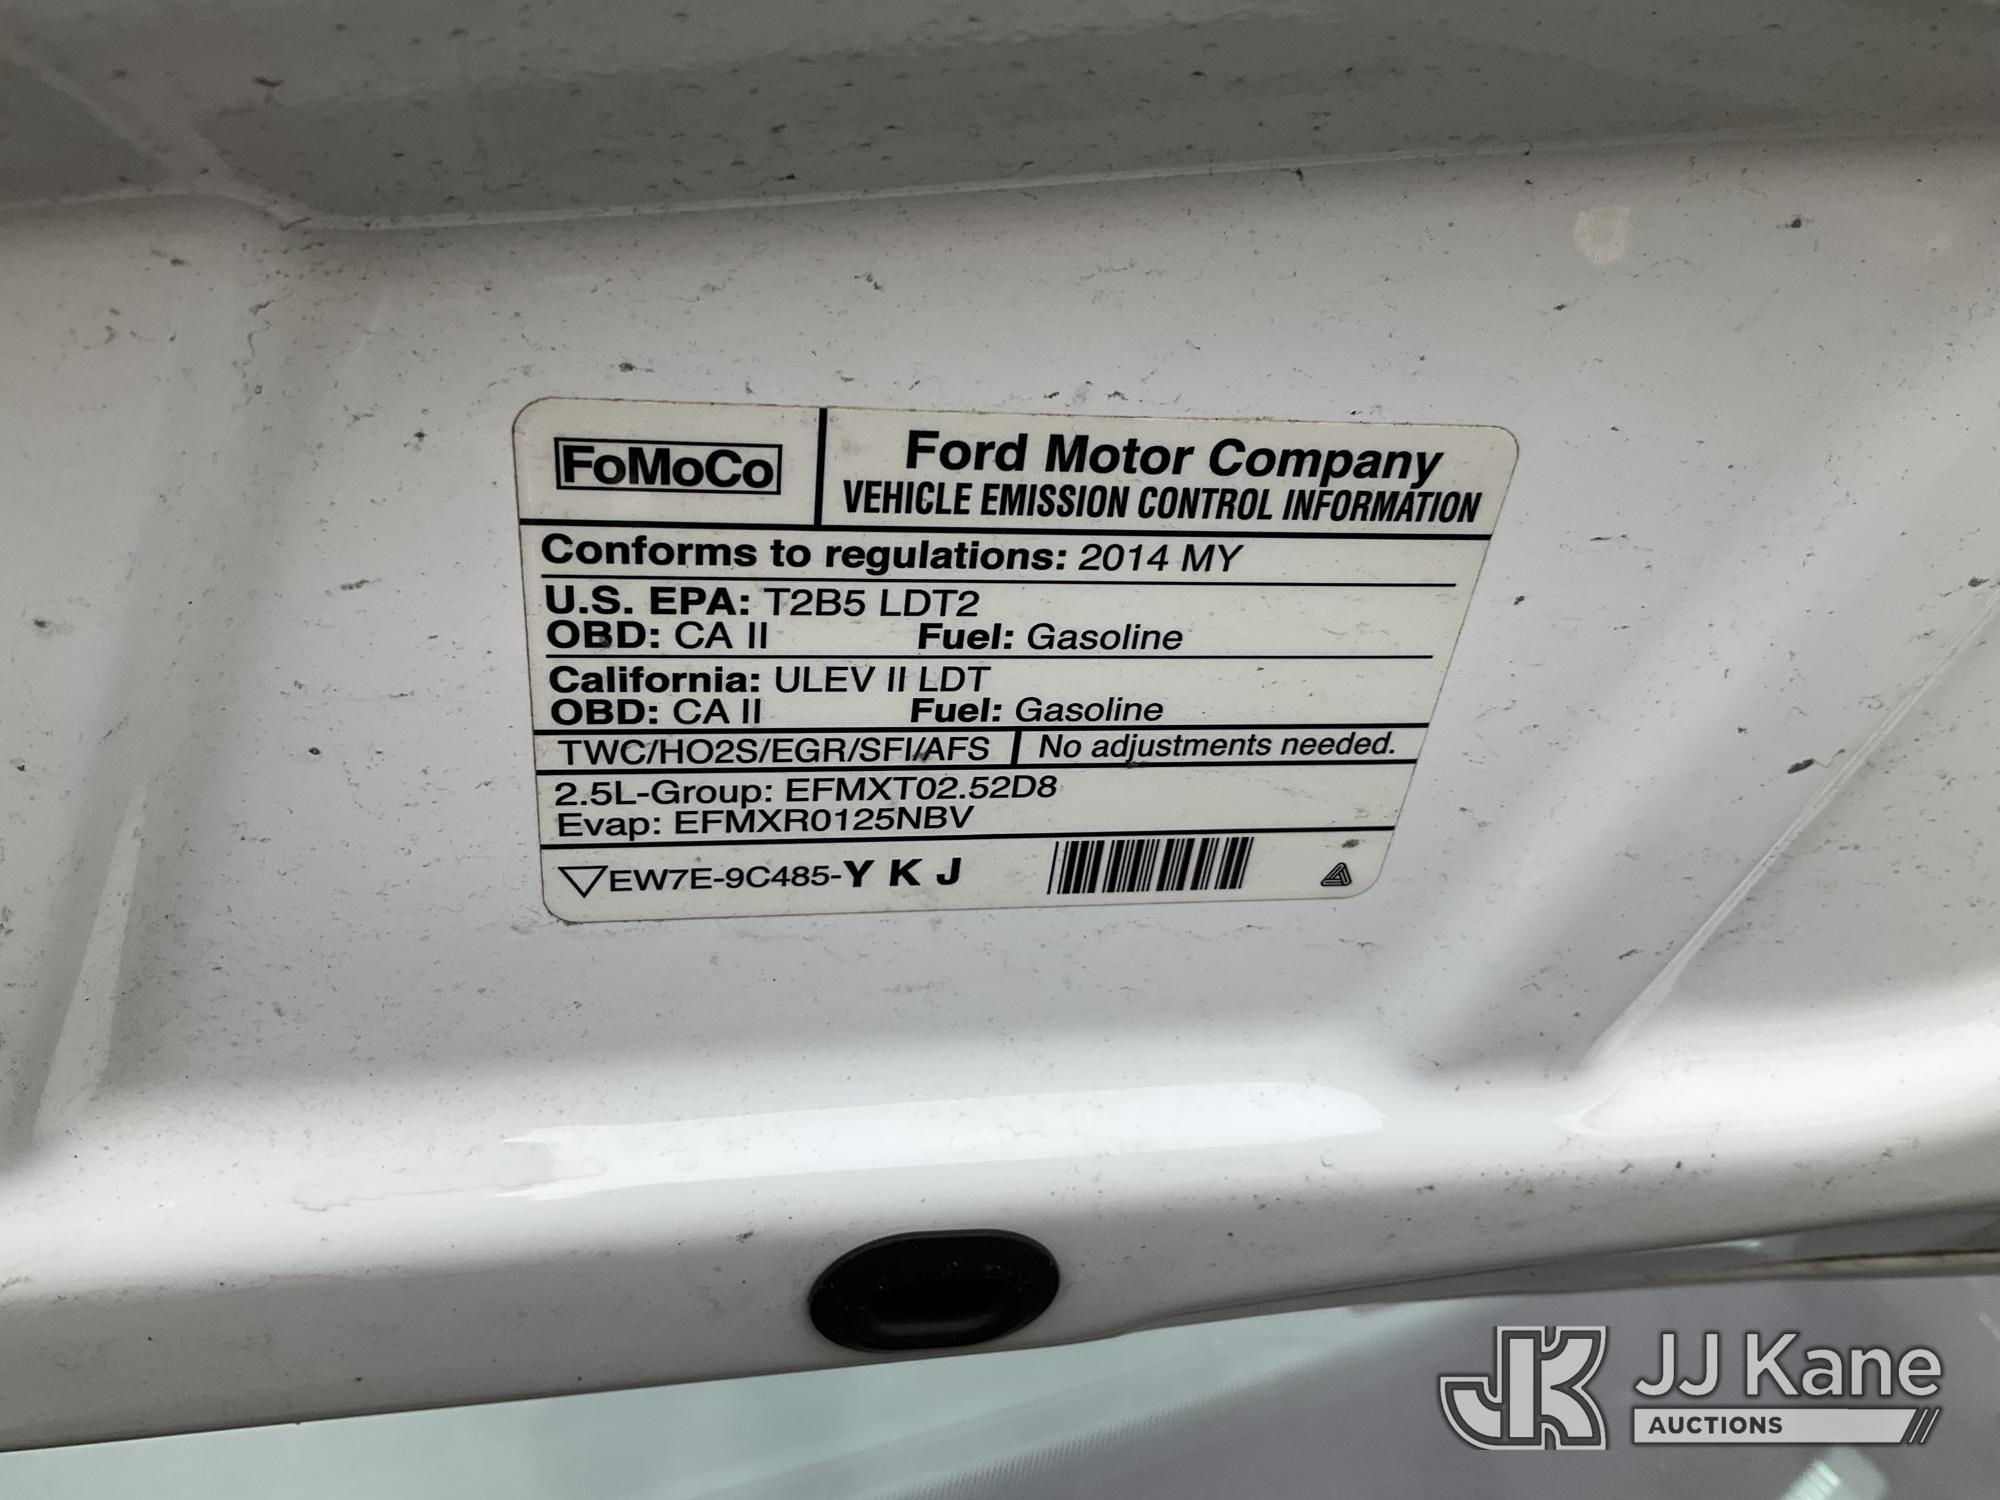 FoMoCo
Ford Motor Company
VEHICLE EMISSION CONTROL INFORMATION
Conforms to regulations: 2014 MY
U.S. EPA: T2B5 LDT2
OBD: CA II Fuel: Gasoline
California: ULEV II LDT
OBD: CA II Fuel: Gasoline
TWC/HO2S/EGR/SFI/AFS No adjustments needed.
2.5L-Group: EFMXT02.52D8
Evap: EFMXR0125NBV
EW7E-9C485-Y K J
JK JJ Kane
AUCTIONS